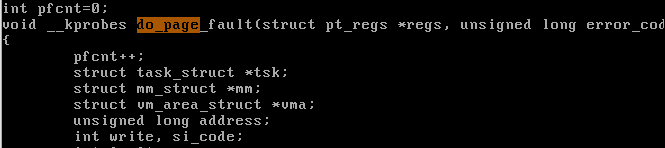 int pfcnt=0;
void __kprobes do_page_fault(struct pt_regs *regs, unsigned long error_cod
{
pfcnt++;
struct task_struct *tsk;
struct mm_struct *mm;
struct vm_area_struct *vma;
unsigned long address;
int write, si_code;